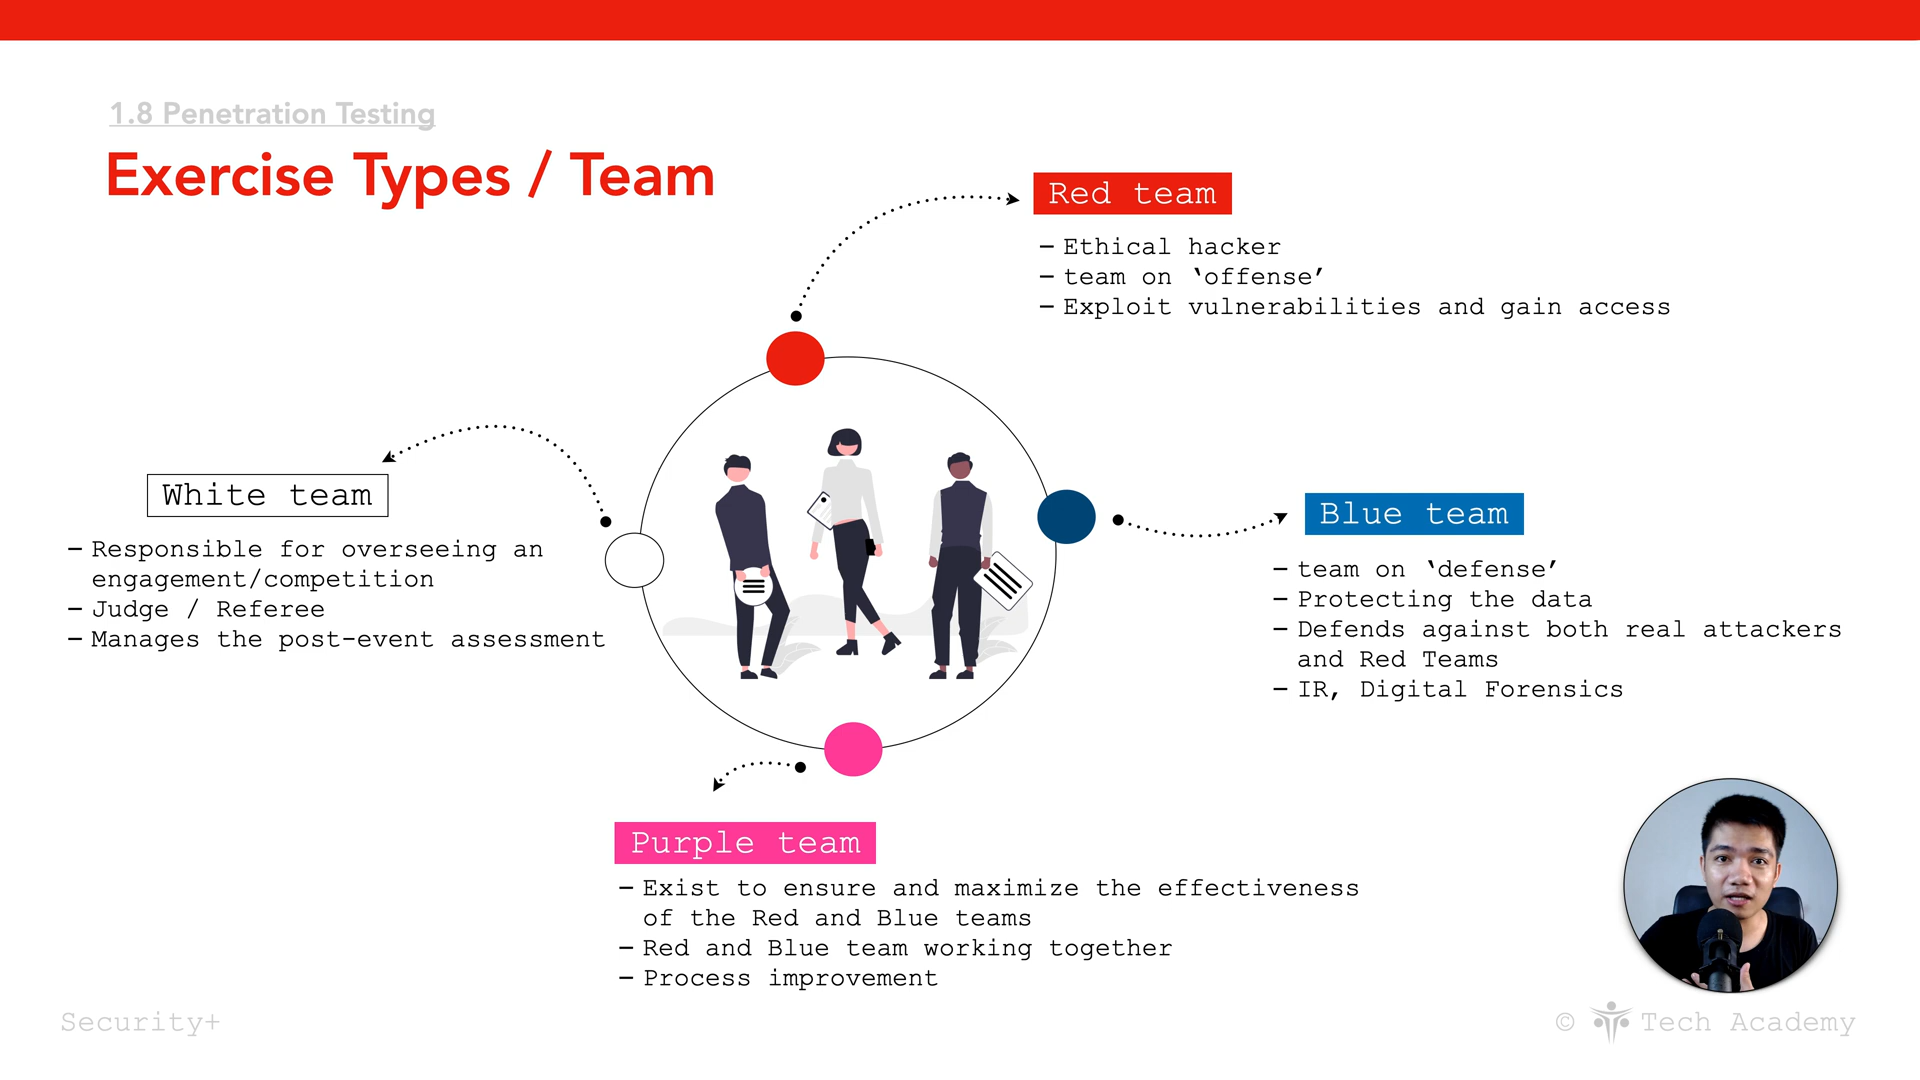 1.8 Penetration Testing
Exercise Types / Team
Red team
– Ethical hacker
– team on ‘offense’
– Exploit vulnerabilities and gain access
White team
– Responsible for overseeing an
engagement/competition
– Judge / Referee
– Manages the post-event assessment
Blue team
– team on ‘defense’
– Protecting the data
– Defends against both real attackers
and Red Teams
– IR, Digital Forensics
Purple team
– Exist to ensure and maximize the effectiveness
of the Red and Blue teams
– Red and Blue team working together
– Process improvement
Security+
© Tech Academy